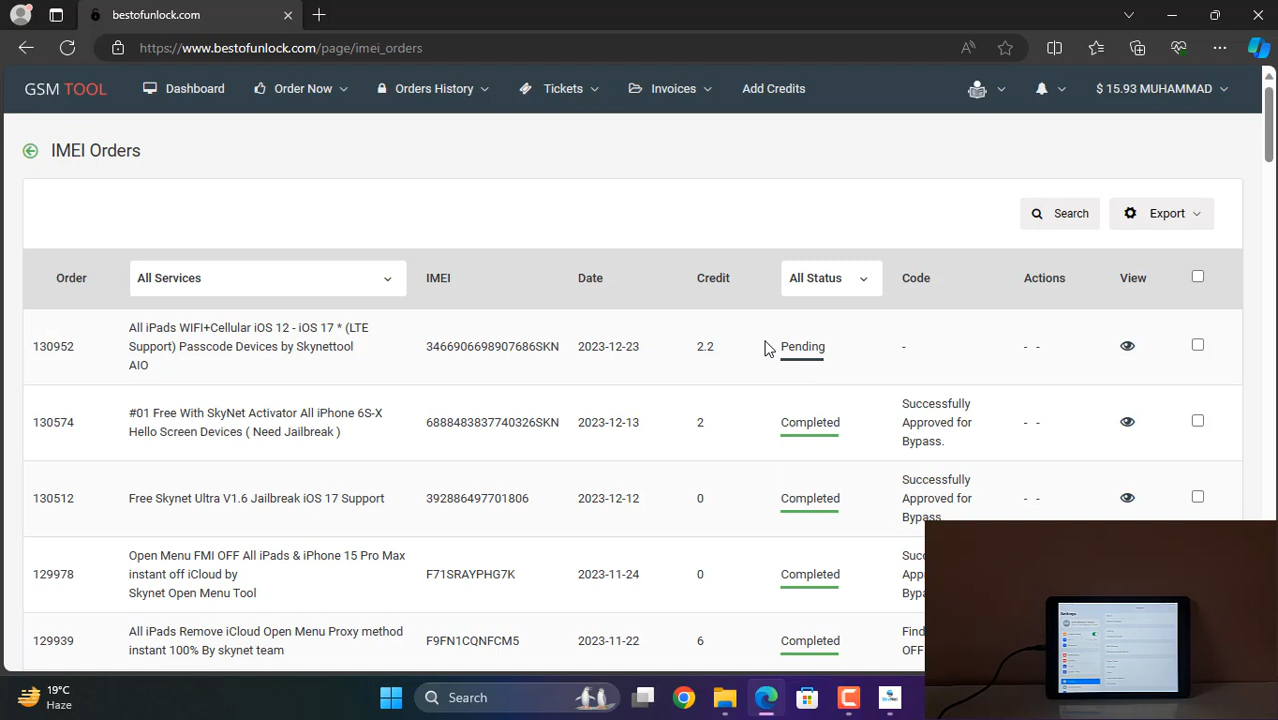 bestofunlock.com
https://www.bestofunlock.com/page/imei_orders
GSM TOOL
Dashboard
Order Now
Orders History
Tickets
Invoices
Add Credits
$ 15.93 MUHAMMAD
IMEI Orders
Search
Export
Order
All Services
IMEI
Date
Credit
All Status
Code
Actions
View
130952
All iPads WIFI+Cellular iOS 12 - iOS 17 * (LTE
Support) Passcode Devices by Skynettool
AIO
3466906698907686SKN
2023-12-23
2.2
Pending
-
- -
130574
#01 Free With SkyNet Activator All iPhone 6S-X
Hello Screen Devices ( Need Jailbreak )
6888483837740326SKN
2023-12-13
2
Completed
Successfully
Approved for
Bypass.
- -
130512
Free Skynet Ultra V1.6 Jailbreak iOS 17 Support
392886497701806
2023-12-12
0
Completed
Successfully
Approved for
Bypass
- -
129978
Open Menu FMI OFF All iPads & iPhone 15 Pro Max
instant off iCloud by
Skynet Open Menu Tool
F71SRAYPHG7K
2023-11-24
0
Completed
Suc
App
Byp
129939
All iPads Remove iCloud Open Menu Proxy method
instant 100% By skynet team
F9FN1CQNFCM5
2023-11-22
6
Completed
Find
OFF
Settings
19°C
Haze
Search